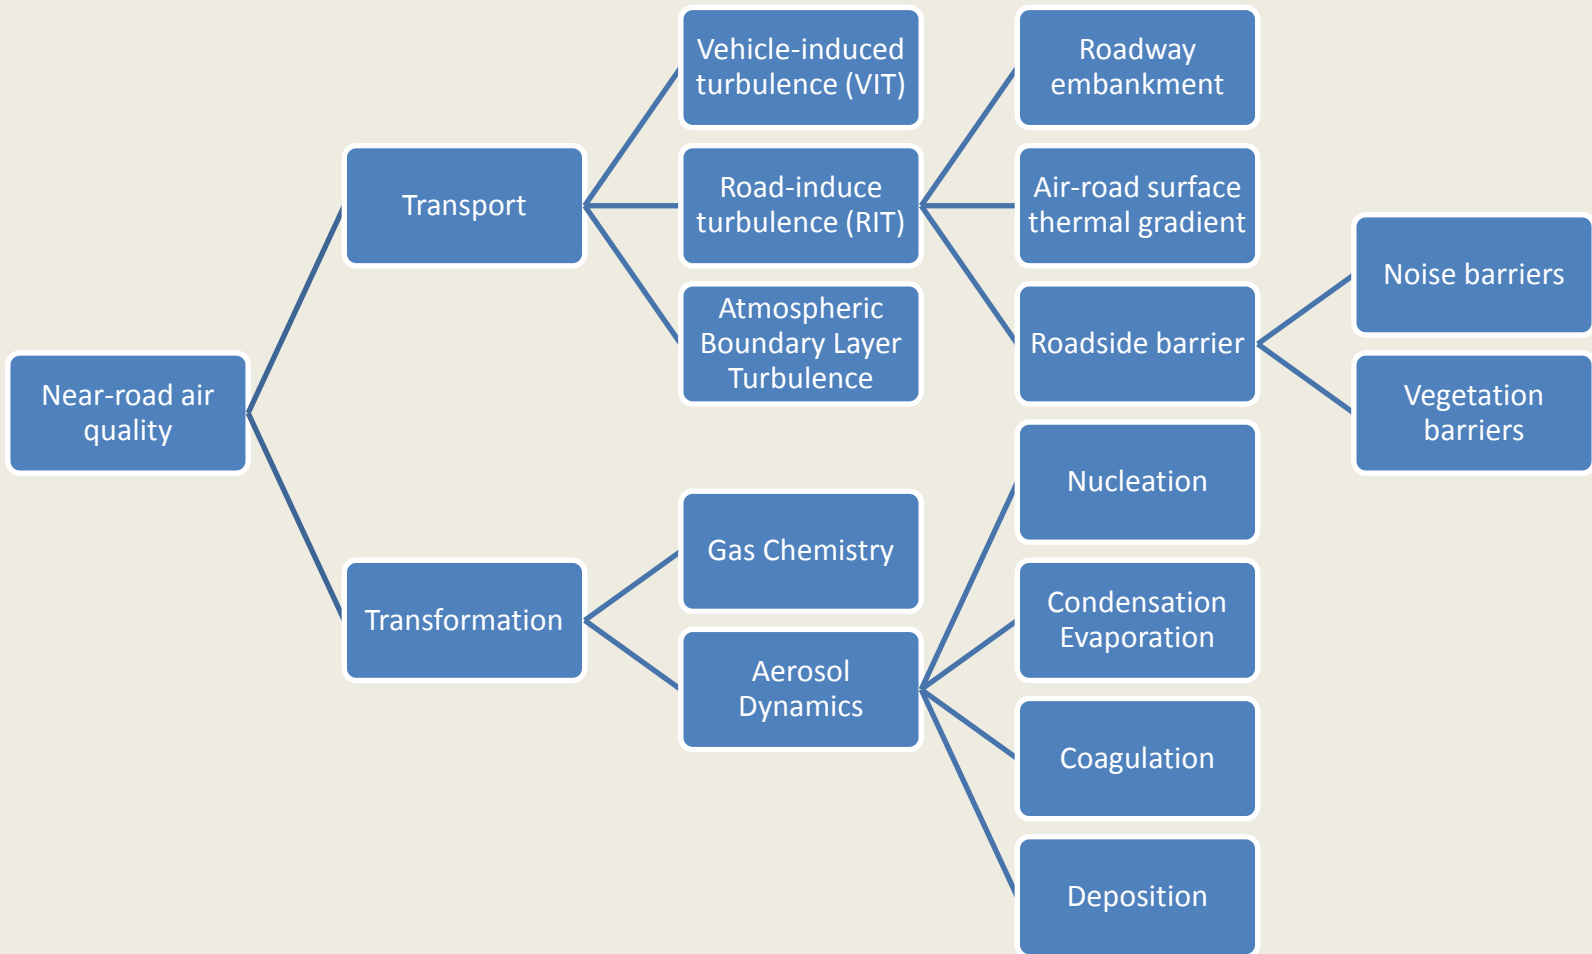 Near-road air
quality
Transport
Vehicle-induced
turbulence (VIT)
Road-induce
turbulence (RIT)
Roadway
embankment
Air-road surface
thermal gradient
Roadside barrier
Noise barriers
Vegetation
barriers
Atmospheric
Boundary Layer
Turbulence
Transformation
Gas Chemistry
Aerosol
Dynamics
Nucleation
Condensation
Evaporation
Coagulation
Deposition